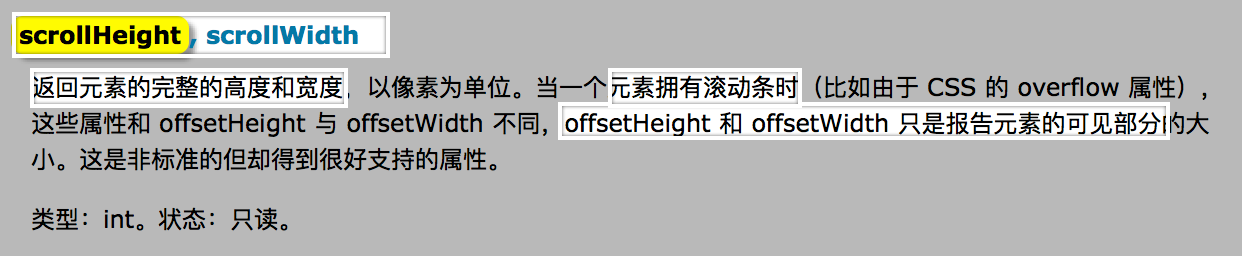 scrollHeight, scrollWidth
返回元素的完整的高度和宽度，以像素为单位。当一个元素拥有滚动条时（比如由于 CSS 的 overflow 属性），
这些属性和 offsetHeight 与 offsetWidth 不同，offsetHeight 和 offsetWidth 只是报告元素的可见部分的大
小。这是非标准的但却得到很好支持的属性。
类型：int。状态：只读。